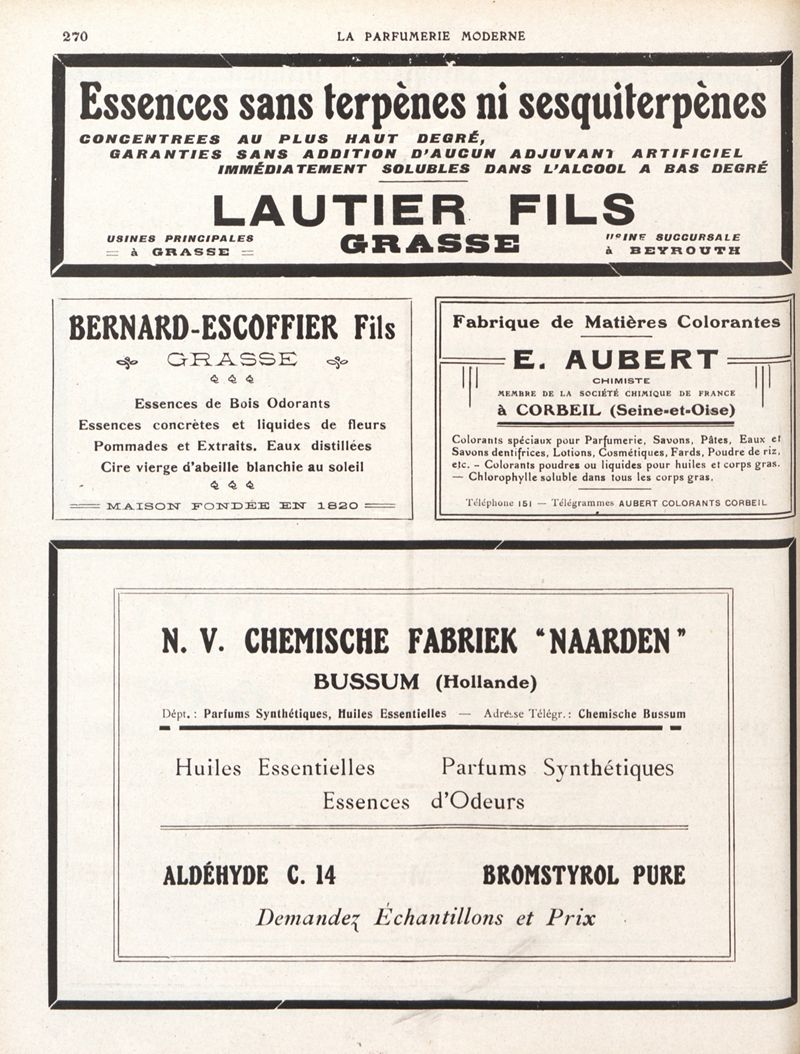 270
LA PARFUMERIE MODERNE
Essences sans terpènes ni sesquiterpènes
CONCENTREES AU PLUS HAUT DEGRÉ,
GARANTIES SANS ADDITION D'AUCUN ADJUVANT ARTIFICIEL
IMMÉDIATEMENT SOLUBLES DANS L'ALCOOL A BAS DEGRÉ
LAUTIER FILS
USINES PRINCIPALES
à GRASSE
GRASSE
USINE SUCCURSALE
à BEYROUTH
BERNARD-ESCOFFIER Fils
GRASSE
Essences de Bois Odorants
Essences concrètes et liquides de fleurs
Pommades et Extraits. Eaux distillées
Cire vierge d'abeille blanchie au soleil
MAISON FONDÉE EN 1820
Fabrique de Matières Colorantes
E. AUBERT
CHIMISTE
MEMBRE DE LA SOCIÉTÉ CHIMIQUE DE FRANCE
à CORBEIL (Seine-et-Oise)
Colorants spéciaux pour Parfumerie, Savons, Pâtes, Eaux et
Savons dentifrices, Lotions, Cosmétiques, Fards, Poudre de riz,
etc. - Colorants poudres ou liquides pour huiles et corps gras.
— Chlorophylle soluble dans tous les corps gras.
Téléphone 151 — Télégrammes AUBERT COLORANTS CORBEIL
N. V. CHEMISCHE FABRIEK "NAARDEN"
BUSSUM (Hollande)
Dépt. : Parfums Synthétiques, Huiles Essentielles — Adresse Télégr. : Chemische Bussum
Huiles Essentielles Parfums Synthétiques
Essences d'Odeurs
ALDÉHYDE C. 14 BROMSTYROL PURE
Demandez Échantillons et Prix